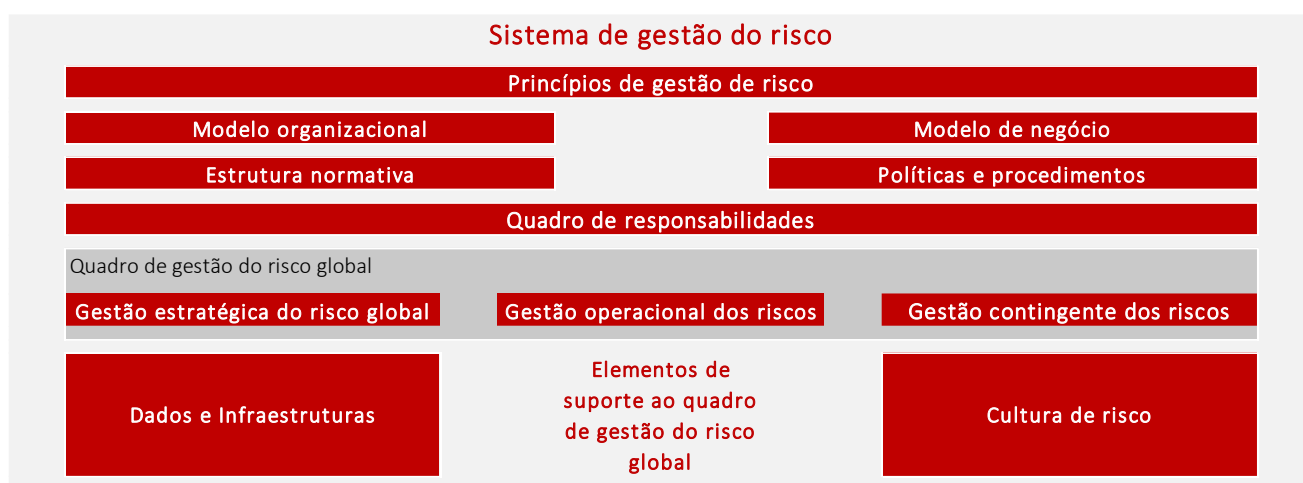 Sistema de gestão do risco
Princípios de gestão de risco
Modelo organizacional
Modelo de negócio
Estrutura normativa
Políticas e procedimentos
Quadro de responsabilidades
Quadro de gestão do risco global
Gestão estratégica do risco global
Gestão operacional dos riscos
Gestão contingente dos riscos
Dados e Infraestruturas
Elementos de
suporte ao quadro
de gestão do risco
global
Cultura de risco